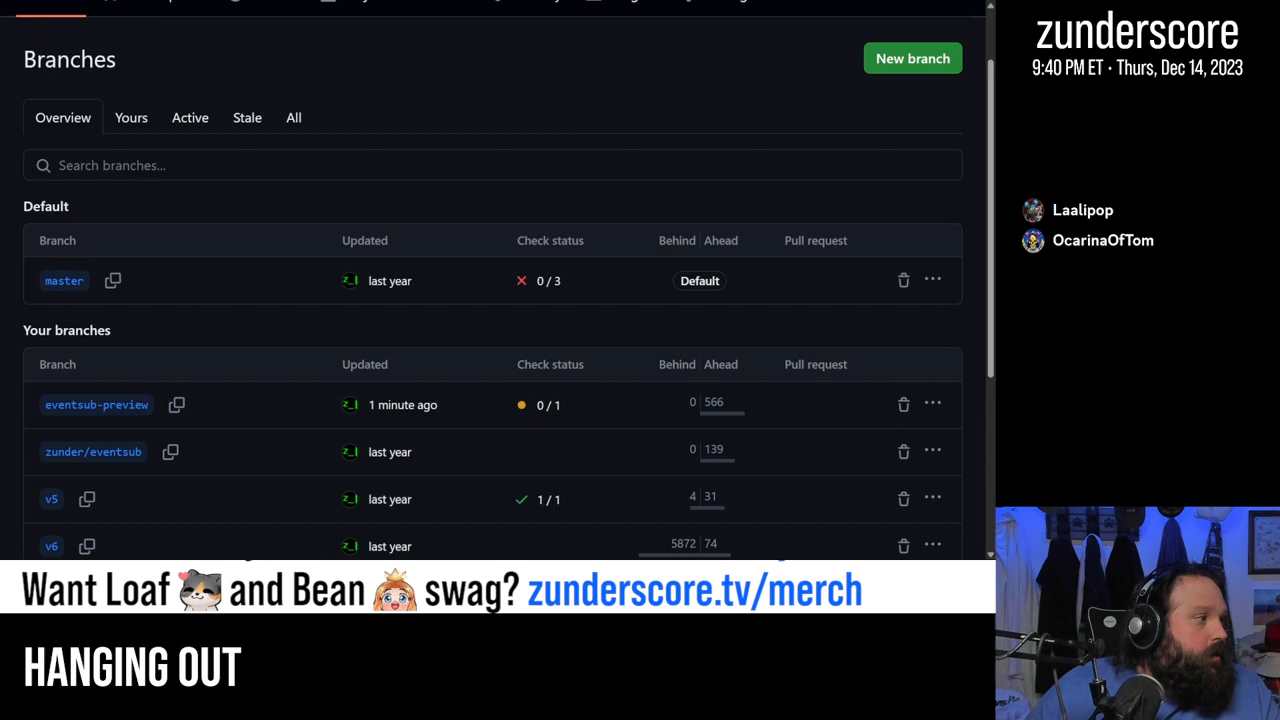 zunderscore
9:40 PM ET • Thurs, Dec 14, 2023
Branches
New branch
Overview Yours Active Stale All
Search branches...
Default
Branch Updated Check status Behind Ahead Pull request
master last year 0 / 3 Default
Your branches
Branch Updated Check status Behind Ahead Pull request
eventsub-preview 1 minute ago 0 / 1 0 566
zunder/eventsub last year 0 139
v5 last year 1 / 1 4 31
v6 last year 5872 74
Laalipop
OcarinaOfTom
Want Loaf and Bean swag? zunderscore.tv/merch
HANGING OUT